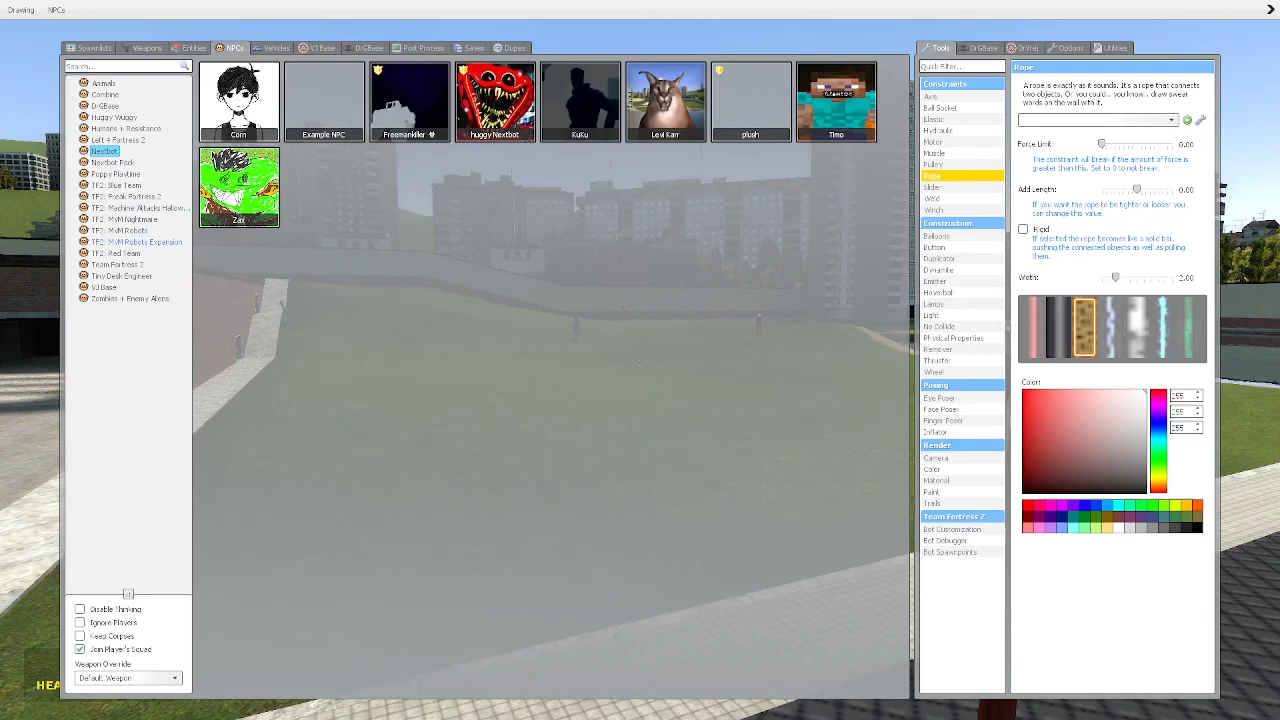 Drawing NPCs
Spawnlists Weapons Entities NPCs Vehicles VJ Base DrGBase Post Process Saves Dupes
Search...
Animals
Combine
DrGBase
Huggy Wuggy
Humans + Resistance
Left 4 Fortress 2
Nextbot
Nextbot Pack
Poppy Playtime
TF2: Blue Team
TF2: Freak Fortress 2
TF2: Machine Attacks Hallow...
TF2: MvM Nightmare
TF2: MvM Robots
TF2: MvM Robots Expansion
TF2: Red Team
Team Fortress 2
Tiny Desk Engineer
VJ Base
Zombies + Enemy Aliens
Corn
Example NPC
Freemankiller
huggy Nextbot
KuKu
Levi Karr
plush
Timo
Zax
Disable Thinking
Ignore Players
Keep Corpses
Join Player's Squad
Weapon Override
Default Weapon
HEA
Tools DrGBase DrVrej Options Utilities
Quick Filter...
Constraints
Axis
Ball Socket
Elastic
Hydraulic
Motor
Muscle
Pulley
Rope
Slider
Weld
Winch
Construction
Balloons
Button
Duplicator
Dynamite
Emitter
Hoverball
Lamps
Light
No Collide
Physical Properties
Remover
Thruster
Wheel
Posing
Eye Poser
Face Poser
Finger Poser
Inflator
Render
Camera
Color
Material
Paint
Trails
Team Fortress 2
Bot Customization
Bot Debugger
Bot Spawnpoints
Rope
A rope is exactly as it sounds. It's a rope that connects
two objects. Or you could.. you know.. draw swear
words on the wall with it.
Force Limit: 0.00
The constraint will break if the amount of force is
greater than this. Set to 0 to not break.
Add Length: 0.00
If you want the rope to be tighter or looser you
can change this value.
Rigid
If selected the rope becomes like a solid bar,
pushing the connected objects as well as puling
them.
Width: 2.00
Color:
255
255
255